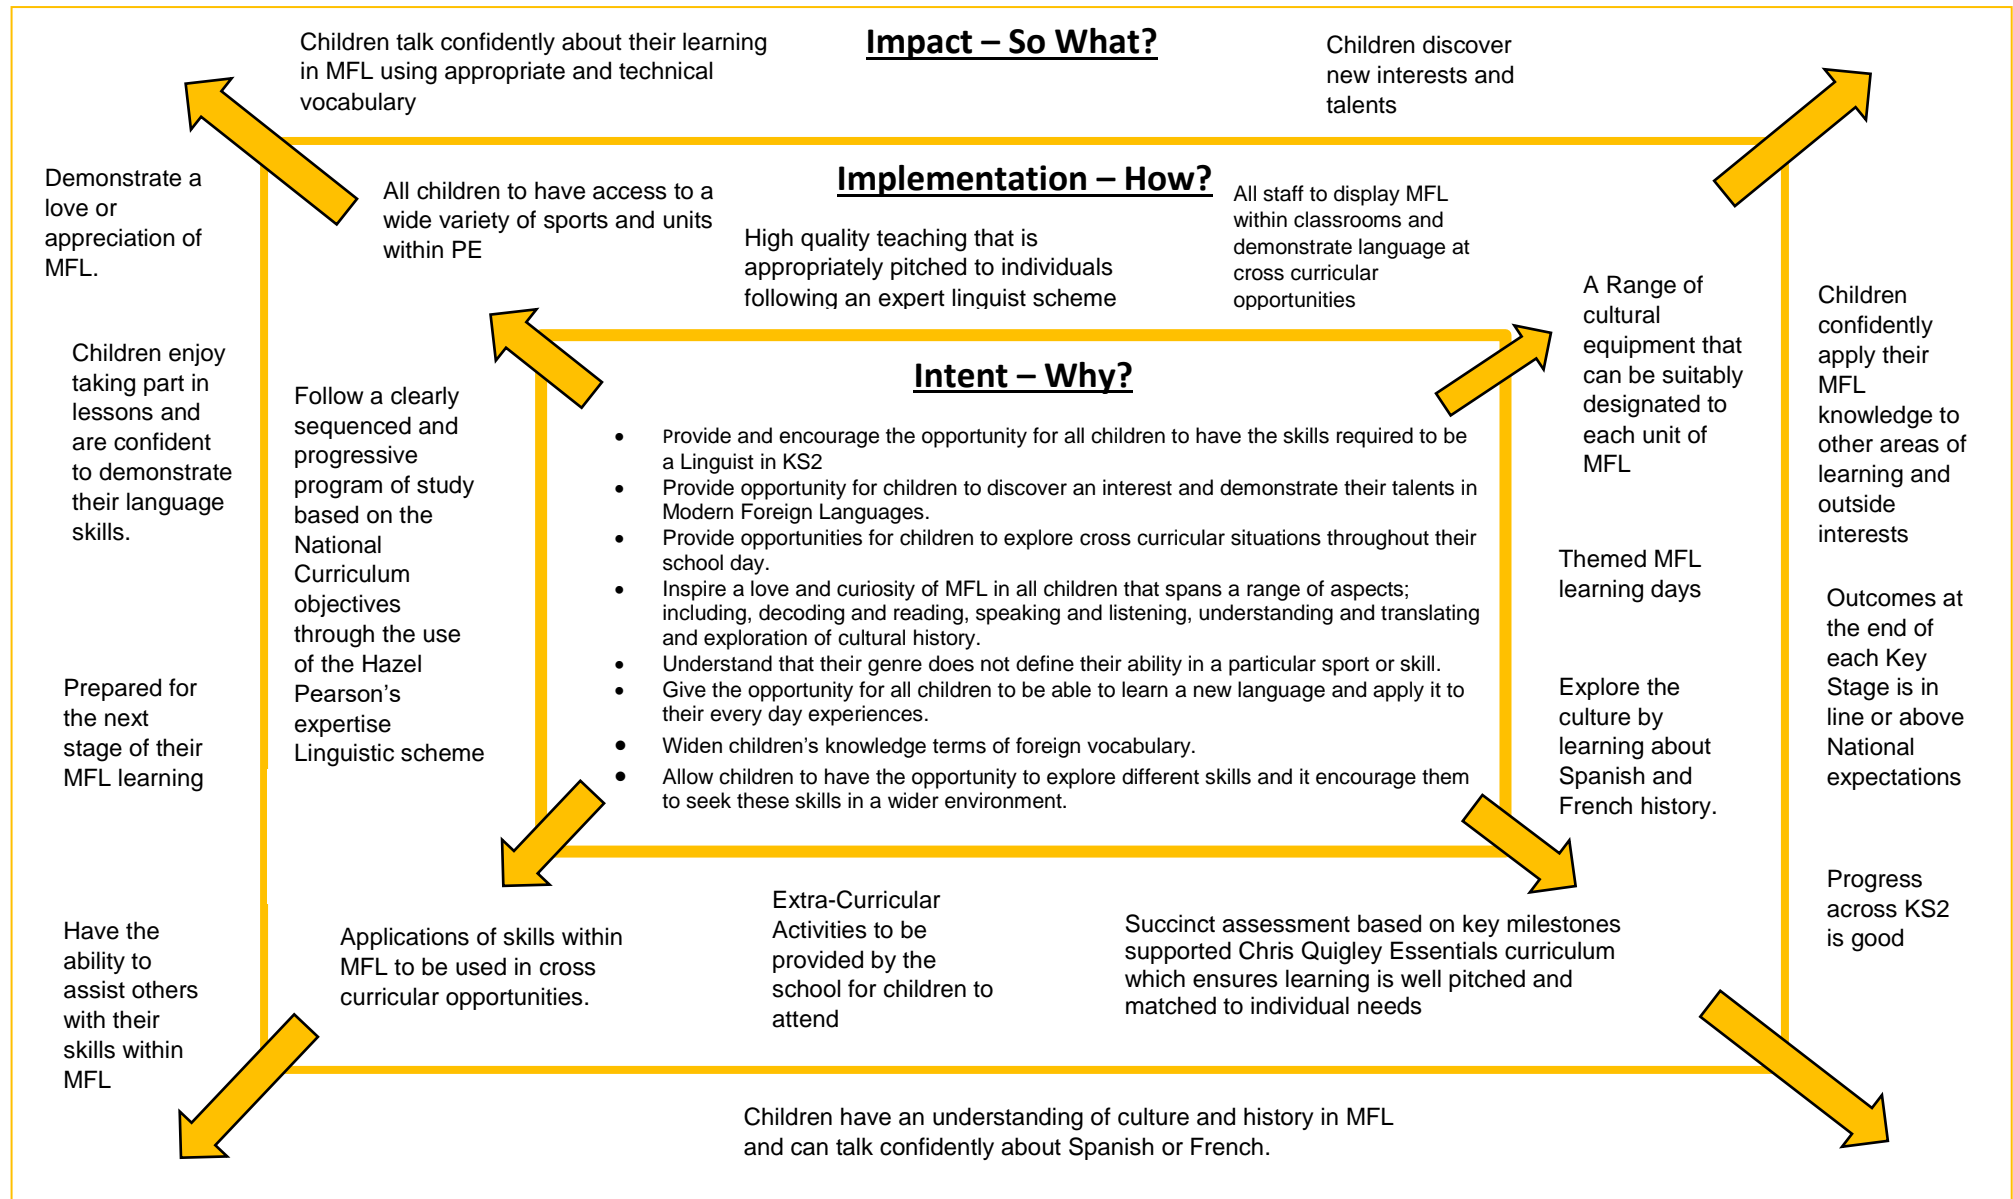 Impact – So What?
Children talk confidently about their learning
in MFL using appropriate and technical
vocabulary
Children discover
new interests and
talents
Demonstrate a
love or
appreciation of
MFL.
Children enjoy
taking part in
lessons and
are confident
to demonstrate
their language
skills.
Prepared for
the next
stage of their
MFL learning
Have the
ability to
assist others
with their
skills within
MFL
Implementation – How?
All children to have access to a
wide variety of sports and units
within PE
High quality teaching that is
appropriately pitched to individuals
following an expert linguist scheme
All staff to display MFL
within classrooms and
demonstrate language at
cross curricular
opportunities
Follow a clearly
sequenced and
progressive
program of study
based on the
National
Curriculum
objectives
through the use
of the Hazel
Pearson’s
expertise
Linguistic scheme
Intent – Why?
• Provide and encourage the opportunity for all children to have the skills required to be
a Linguist in KS2
• Provide opportunity for children to discover an interest and demonstrate their talents in
Modern Foreign Languages.
• Provide opportunities for children to explore cross curricular situations throughout their
school day.
• Inspire a love and curiosity of MFL in all children that spans a range of aspects;
including, decoding and reading, speaking and listening, understanding and translating
and exploration of cultural history.
• Understand that their genre does not define their ability in a particular sport or skill.
• Give the opportunity for all children to be able to learn a new language and apply it to
their every day experiences.
• Widen children’s knowledge terms of foreign vocabulary.
• Allow children to have the opportunity to explore different skills and it encourage them
to seek these skills in a wider environment.
A Range of
cultural
equipment that
can be suitably
designated to
each unit of
MFL
Themed MFL
learning days
Explore the
culture by
learning about
Spanish and
French history.
Children
confidently
apply their
MFL
knowledge to
other areas of
learning and
outside
interests
Outcomes at
the end of
each Key
Stage is in
line or above
National
expectations
Progress
across KS2
is good
Applications of skills within
MFL to be used in cross
curricular opportunities.
Extra-Curricular
Activities to be
provided by the
school for children to
attend
Succinct assessment based on key milestones
supported Chris Quigley Essentials curriculum
which ensures learning is well pitched and
matched to individual needs
Children have an understanding of culture and history in MFL
and can talk confidently about Spanish or French.